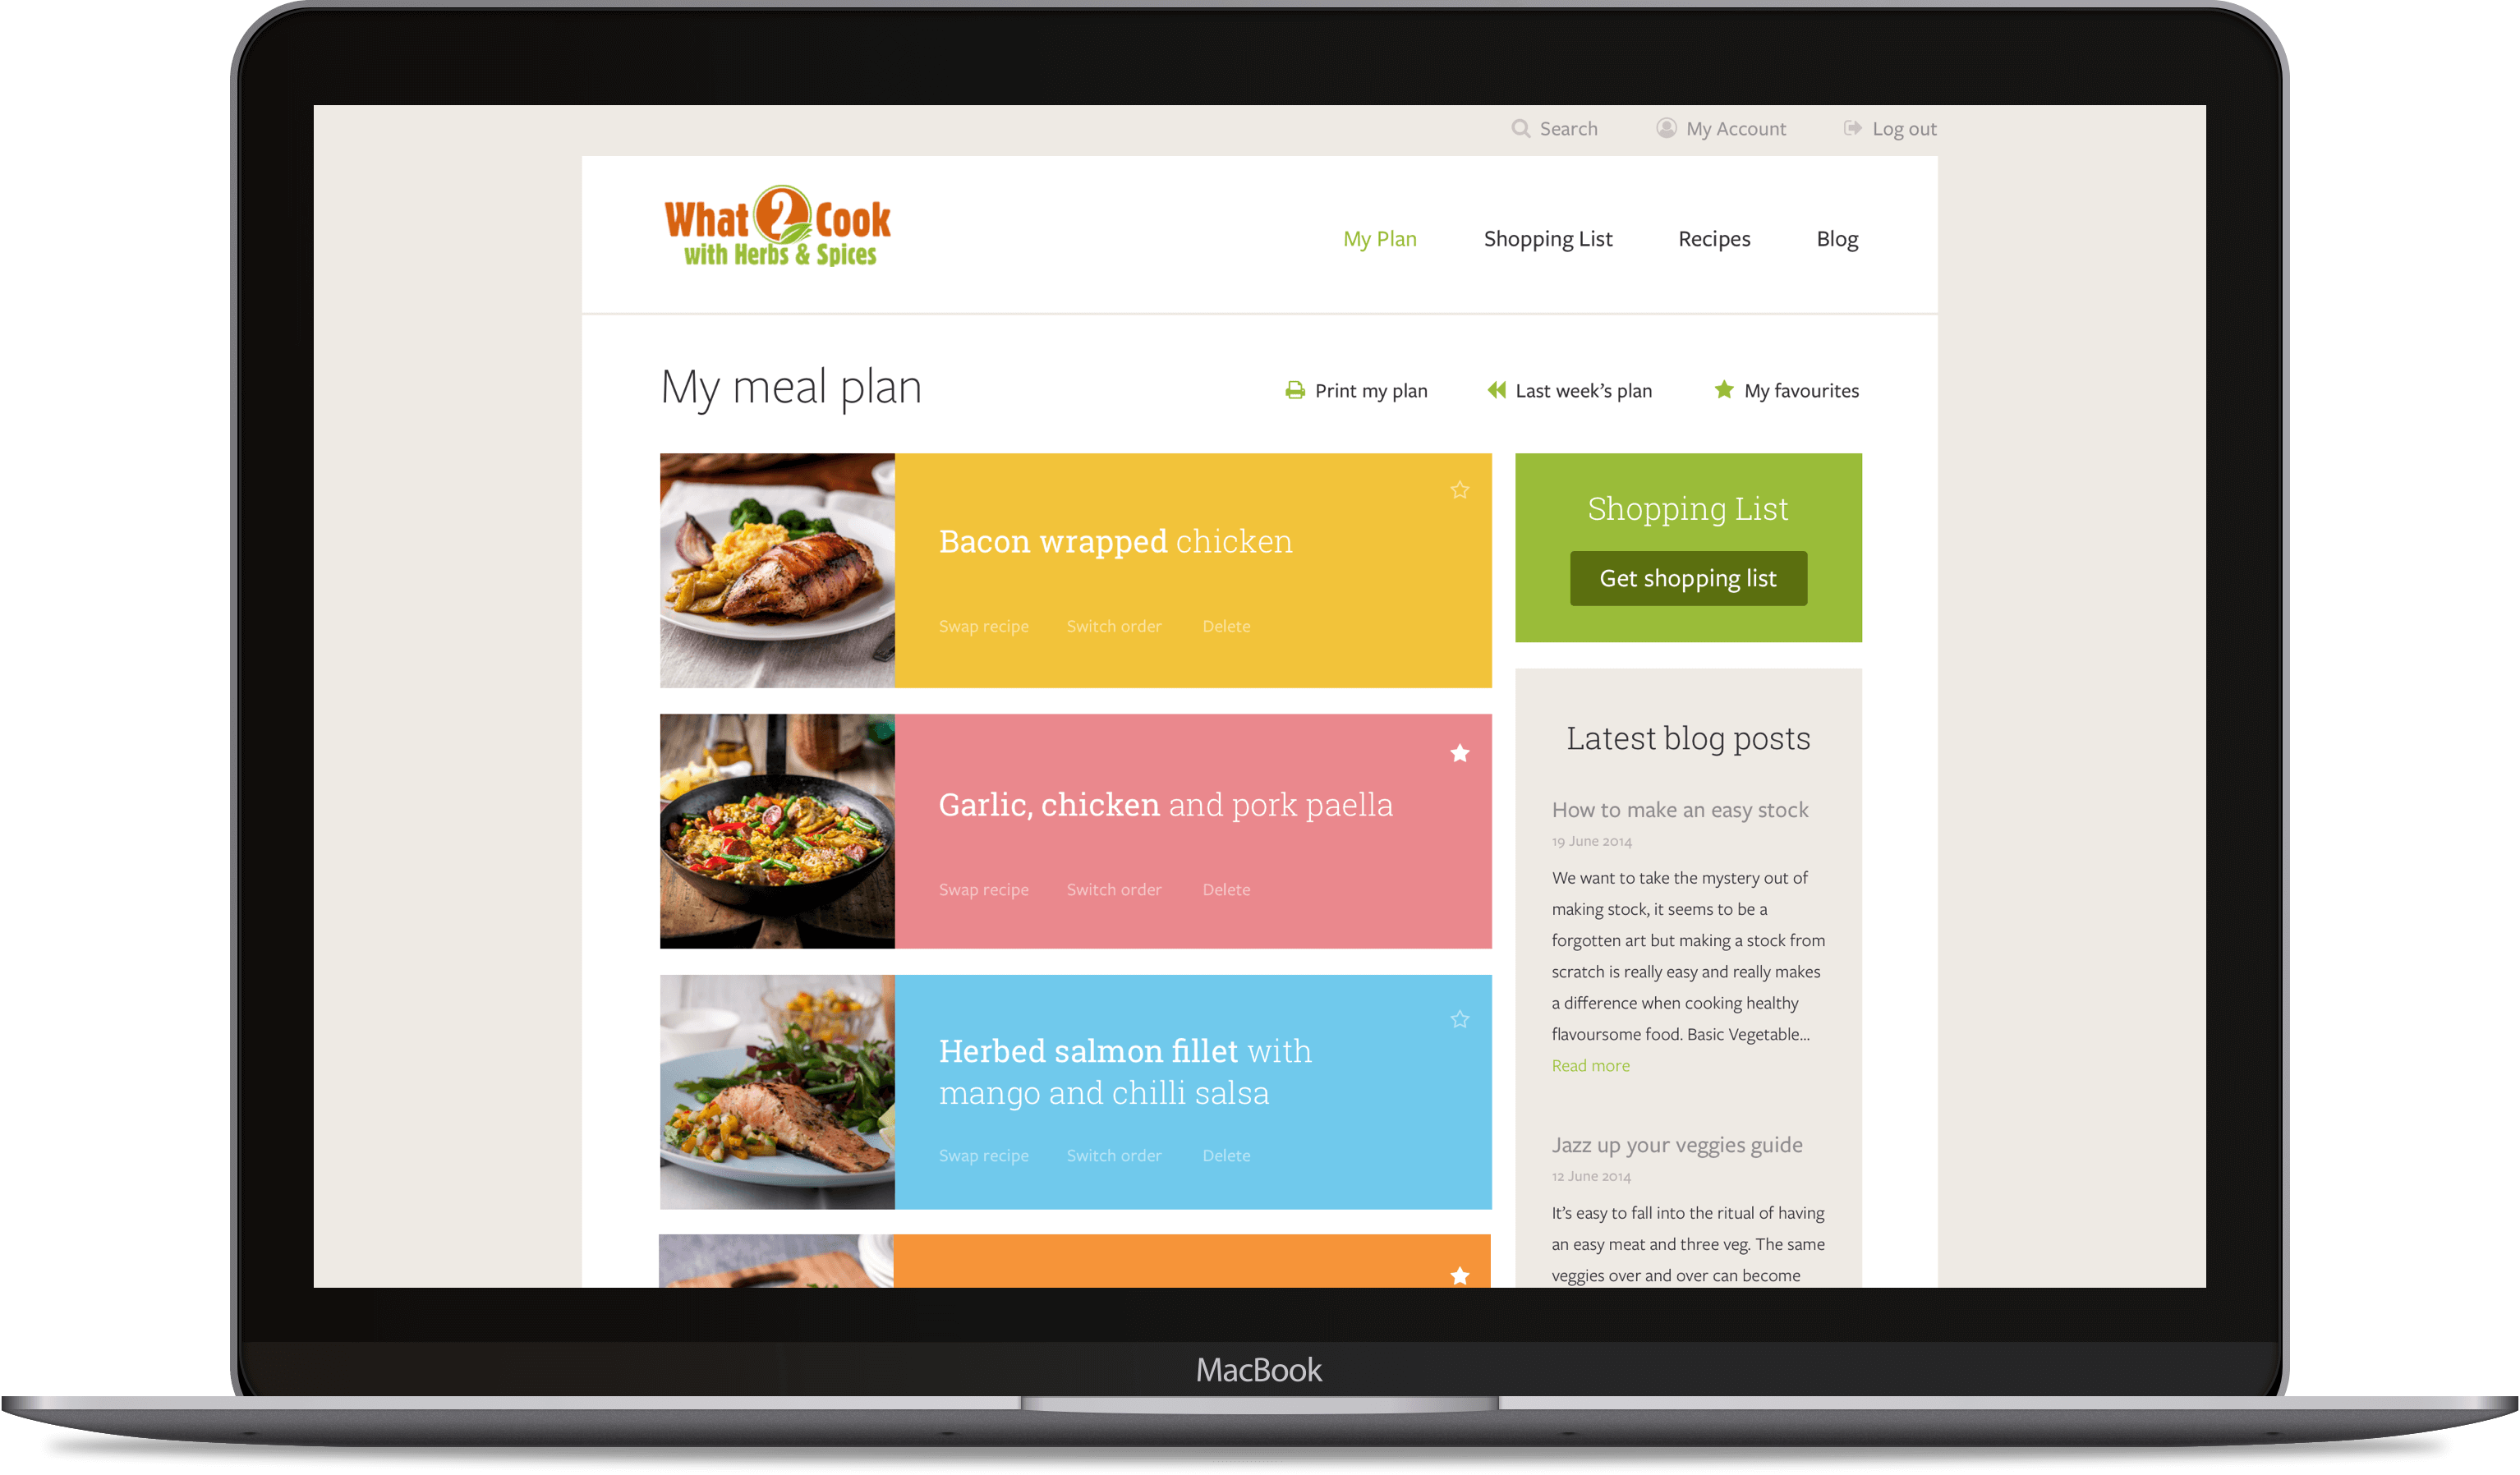 Search My Account Log out
What 2 Cook
with Herbs & Spices
My Plan Shopping List Recipes Blog
My meal plan
Print my plan Last week’s plan My favourites
Bacon wrapped chicken
Swap recipe Switch order Delete
Garlic, chicken and pork paella
Swap recipe Switch order Delete
Herbed salmon fillet with
mango and chilli salsa
Swap recipe Switch order Delete
Shopping List
Get shopping list
Latest blog posts
How to make an easy stock
19 June 2014
We want to take the mystery out of
making stock, it seems to be a
forgotten art but making a stock from
scratch is really easy and really makes
a difference when cooking healthy
flavoursome food. Basic Vegetable...
Read more
Jazz up your veggies guide
12 June 2014
It’s easy to fall into the ritual of having
an easy meat and three veg. The same
veggies over and over can become
MacBook